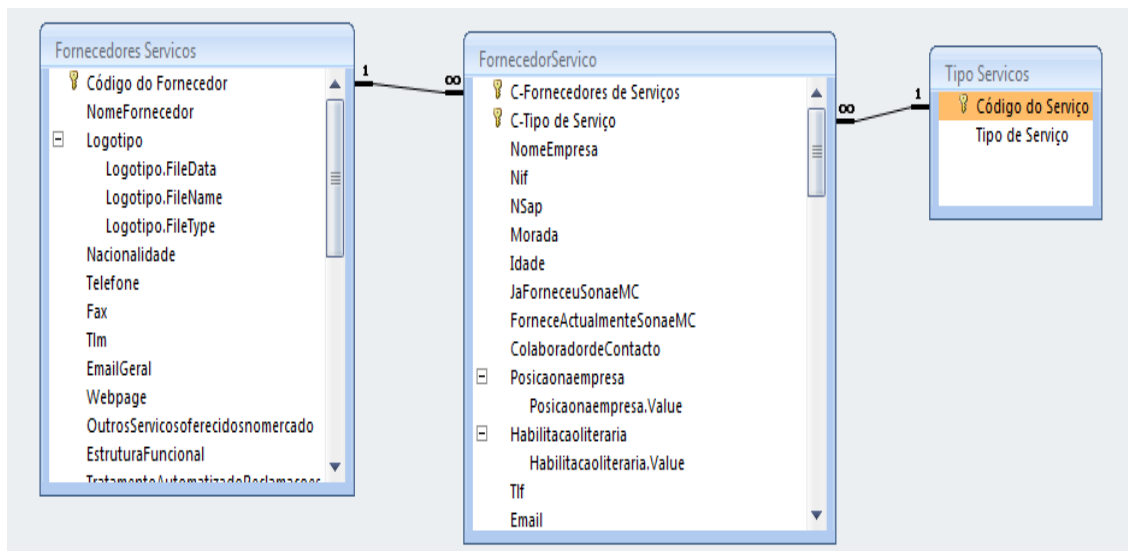 Fornecedores Servicos
Código do Fornecedor
NomeFornecedor
Logotipo
Logotipo.FileData
Logotipo.FileName
Logotipo.FileType
Nacionalidade
Telefone
Fax
Tlm
EmailGeral
Webpage
OutrosServicosoferecidosnomercado
EstruturaFuncional
TratamentoAutomatizadoReclamacoes
1
∞
FornecedorServico
C-Fornecedores de Serviços
C-Tipo de Serviço
NomeEmpresa
Nif
NSap
Morada
Idade
JaForneceuSonaeMC
ForneceActualmenteSonaeMC
ColaboradordeContacto
Posicaonaempresa
Posicaonaempresa.Value
Habilitacaoliteraria
Habilitacaoliteraria.Value
Tlf
Email
∞
1
Tipo Servicos
Código do Serviço
Tipo de Serviço